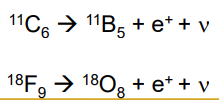 ¹¹C₆ → ¹¹B₅ + e⁺ + ν
¹⁸F₉ → ¹⁸O₈ + e⁺ + ν